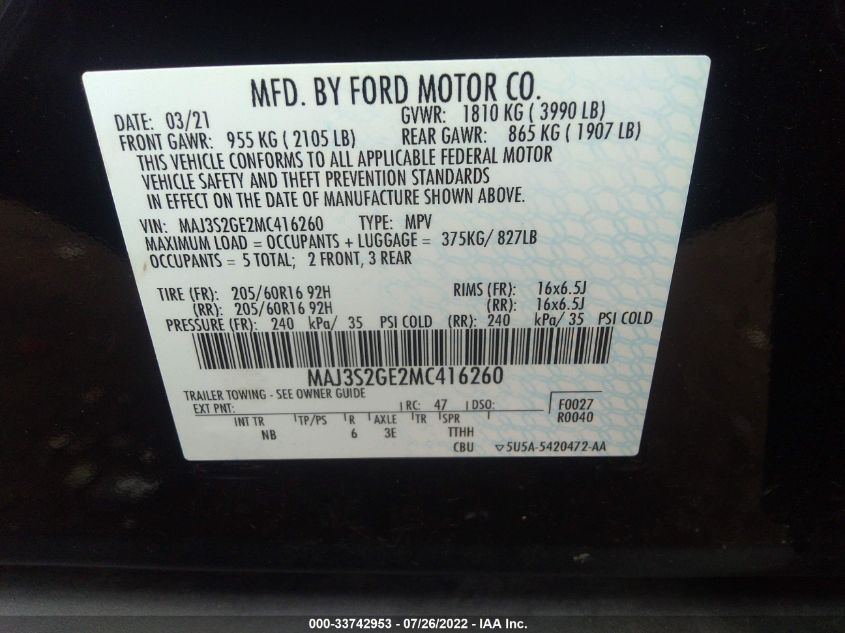 MFD. BY FORD MOTOR CO.
DATE: 03/21 GVWR: 1810 KG ( 3990 LB)
FRONT GAWR: 955 KG ( 2105 LB) REAR GAWR: 865 KG ( 1907 LB)
THIS VEHICLE CONFORMS TO ALL APPLICABLE FEDERAL MOTOR
VEHICLE SAFETY AND THEFT PREVENTION STANDARDS
IN EFFECT ON THE DATE OF MANUFACTURE SHOWN ABOVE.
VIN: MAJ3S2GE2MC416260 TYPE: MPV
MAXIMUM LOAD = OCCUPANTS + LUGGAGE = 375KG/ 827LB
OCCUPANTS = 5 TOTAL; 2 FRONT, 3 REAR
TIRE (FR): 205/60R16 92H RIMS (FR): 16x6.5J
(RR): 205/60R16 92H (RR): 16x6.5J
PRESSURE (FR): 240 kPa/ 35 PSI COLD (RR): 240 kPa/ 35 PSI COLD
MAJ3S2GE2MC416260
TRAILER TOWING - SEE OWNER GUIDE
EXT PNT: RC: 47 DSO: F0027
R0040
INT TR TP/PS R AXLE TR SPR
NB 6 3E TTHH
CBU ▽5U5A-5420472-AA
000-33742953 - 07/26/2022 - IAA Inc.